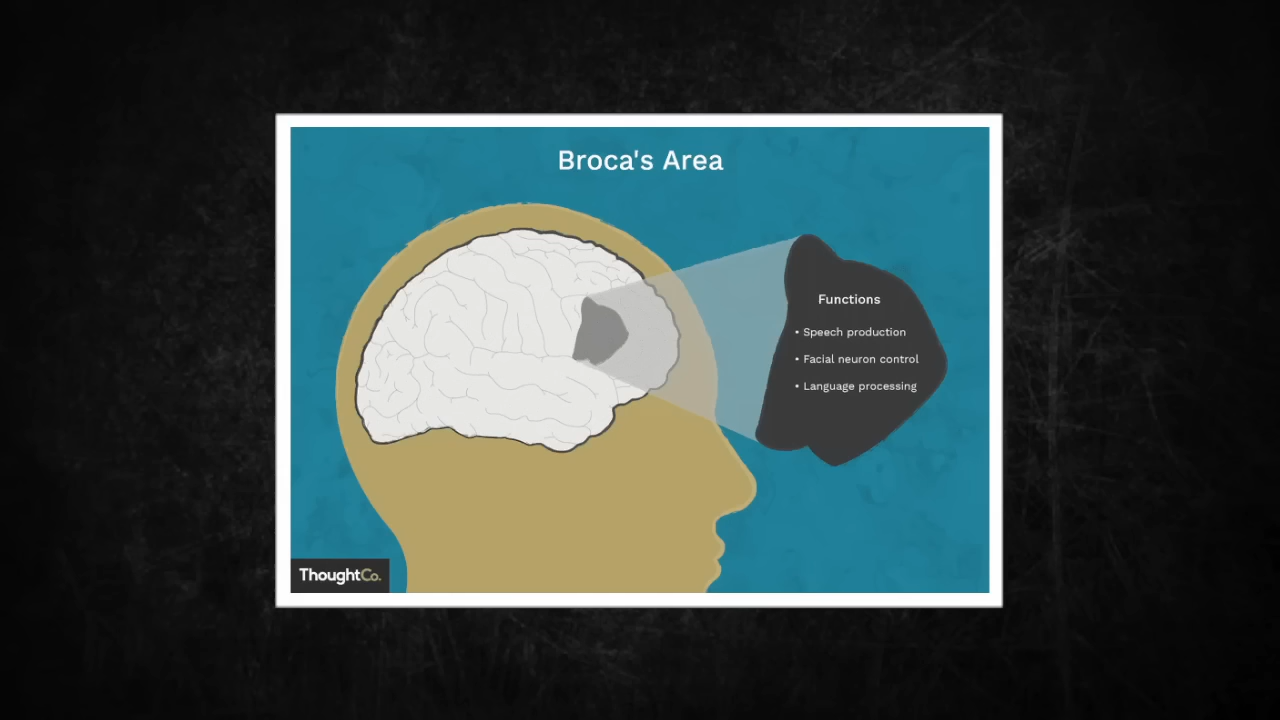 Broca's Area
Functions
• Speech production
• Facial neuron control
• Language processing
ThoughtCo.